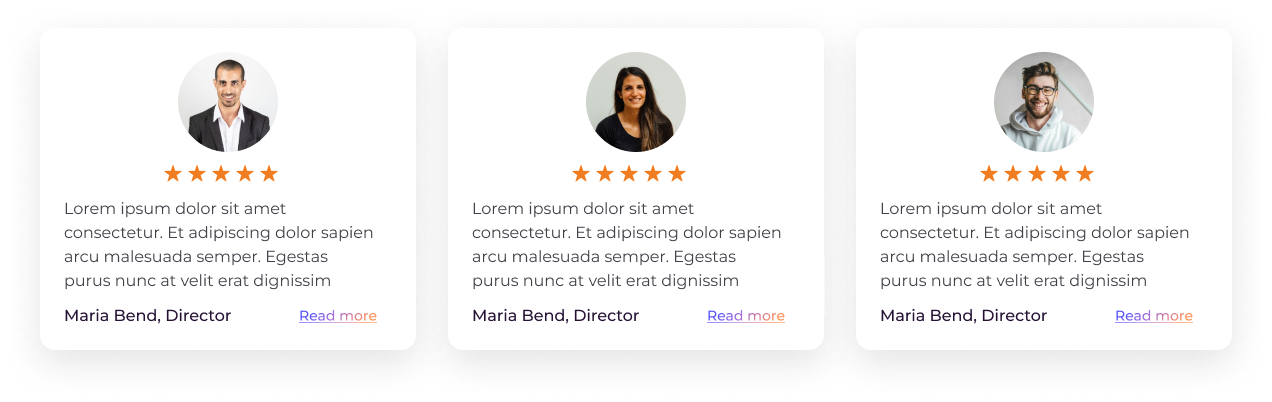 Lorem ipsum dolor sit amet
consectetur. Et adipiscing dolor sapien
arcu malesuada semper. Egestas
purus nunc at velit erat dignissim
Maria Bend, Director
Read more
Lorem ipsum dolor sit amet
consectetur. Et adipiscing dolor sapien
arcu malesuada semper. Egestas
purus nunc at velit erat dignissim
Maria Bend, Director
Read more
Lorem ipsum dolor sit amet
consectetur. Et adipiscing dolor sapien
arcu malesuada semper. Egestas
purus nunc at velit erat dignissim
Maria Bend, Director
Read more